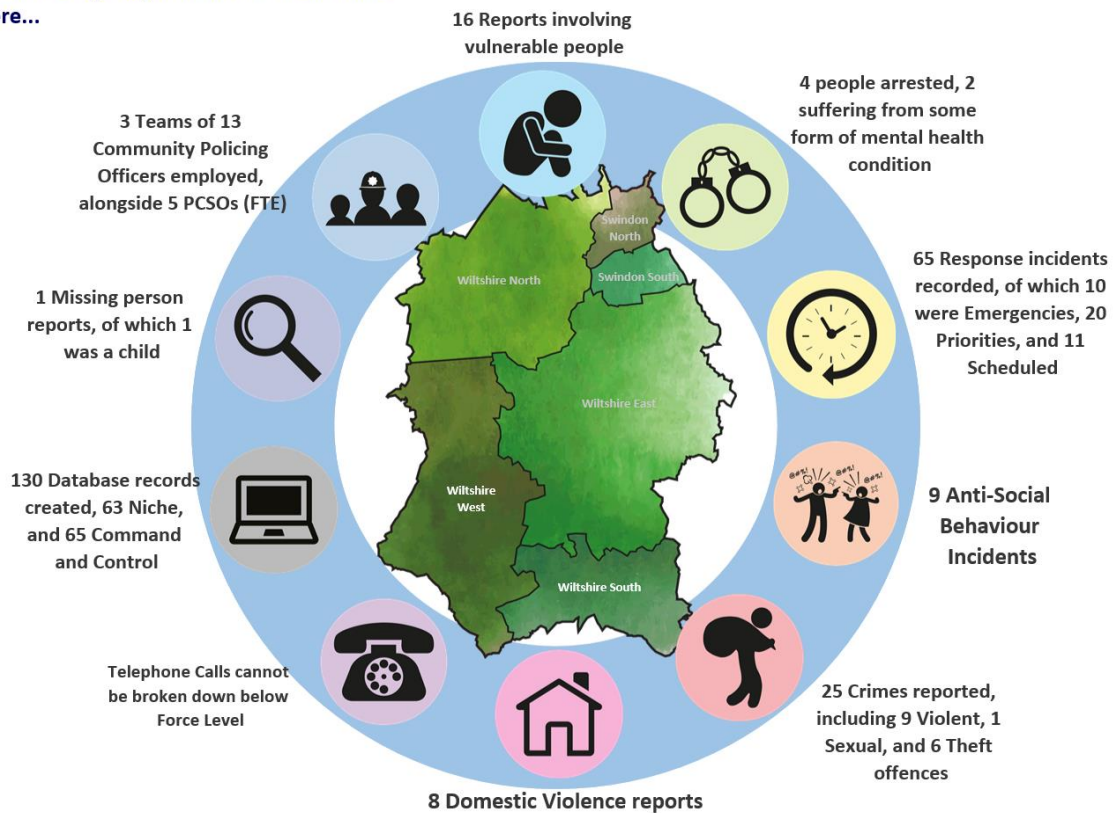 re...
16 Reports involving
vulnerable people
4 people arrested, 2
suffering from some
form of mental health
condition
3 Teams of 13
Community Policing
Officers employed,
alongside 5 PCSOs (FTE)
Swindon
North
Wiltshire North
Swindon South
65 Response incidents
recorded, of which 10
were Emergencies, 20
Priorities, and 11
Scheduled
1 Missing person
reports, of which 1
was a child
Wiltshire East
130 Database records
created, 63 Niche,
and 65 Command
and Control
Wiltshire
West
@#%!
@#%!
@#%!
9 Anti-Social
Behaviour
Incidents
Wiltshire South
Telephone Calls cannot
be broken down below
Force Level
25 Crimes reported,
including 9 Violent, 1
Sexual, and 6 Theft
offences
8 Domestic Violence reports